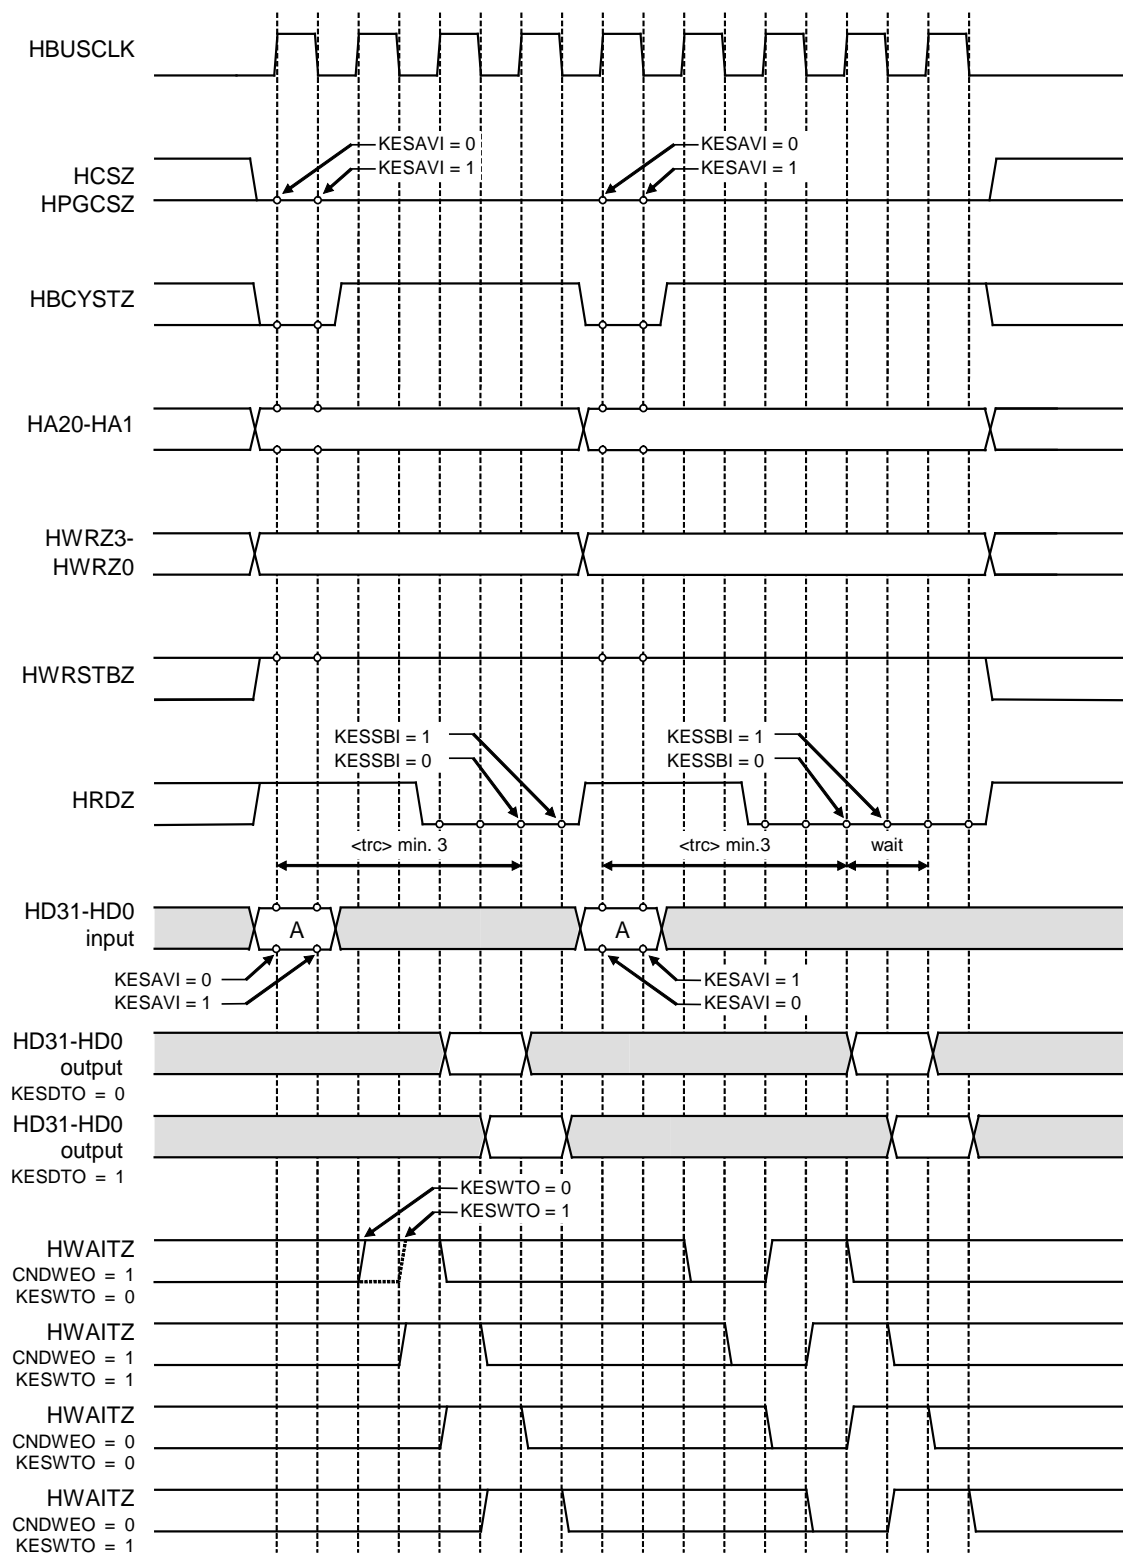 HBUSCLK
KESAVI = 0
KESAVI = 1
KESAVI = 0
KESAVI = 1
HCSZ
HPGCSZ
HBCYSTZ
HA20-HA1
HWRZ3-
HWRZ0
HWRSTBZ
KESSBI = 1
KESSBI = 0
KESSBI = 1
KESSBI = 0
HRDZ
<trc> min. 3
<trc> min.3
wait
HD31-HD0
input
A
A
KESAVI = 0
KESAVI = 1
KESAVI = 1
KESAVI = 0
HD31-HD0
output
KESDTO = 0
HD31-HD0
output
KESDTO = 1
KESWTO = 0
KESWTO = 1
HWAITZ
CNDWEO = 1
KESWTO = 0
HWAITZ
CNDWEO = 1
KESWTO = 1
HWAITZ
CNDWEO = 0
KESWTO = 0
HWAITZ
CNDWEO = 0
KESWTO = 1